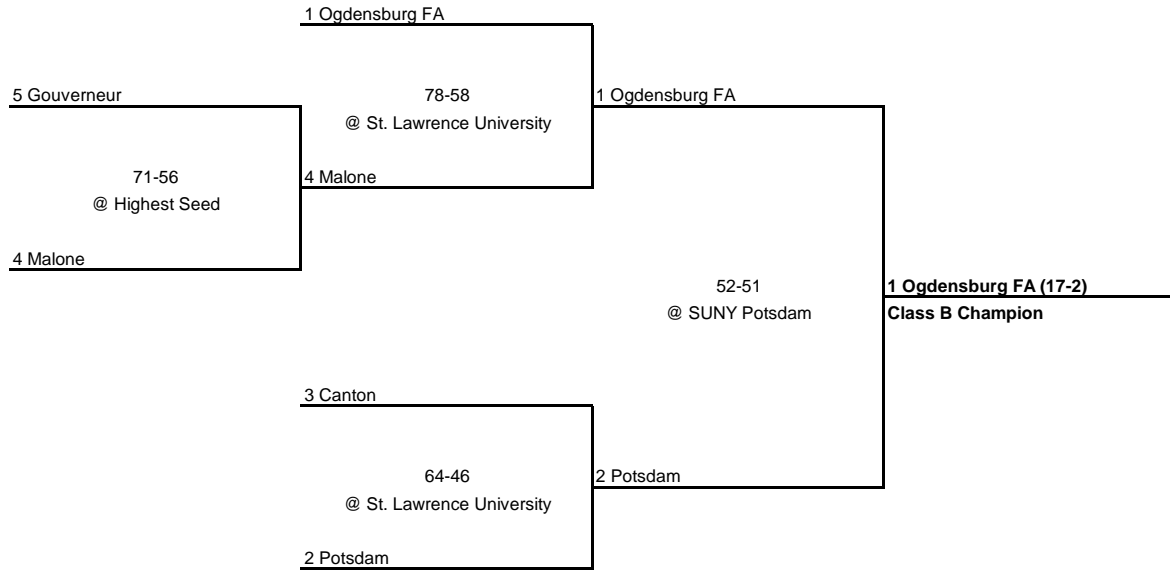 1 Ogdensburg FA
5 Gouverneur
78-58
1 Ogdensburg FA
@ St. Lawrence University
71-56
4 Malone
@ Highest Seed
4 Malone
52-51
1 Ogdensburg FA (17-2)
@ SUNY Potsdam
Class B Champion
3 Canton
64-46
2 Potsdam
@ St. Lawrence University
2 Potsdam